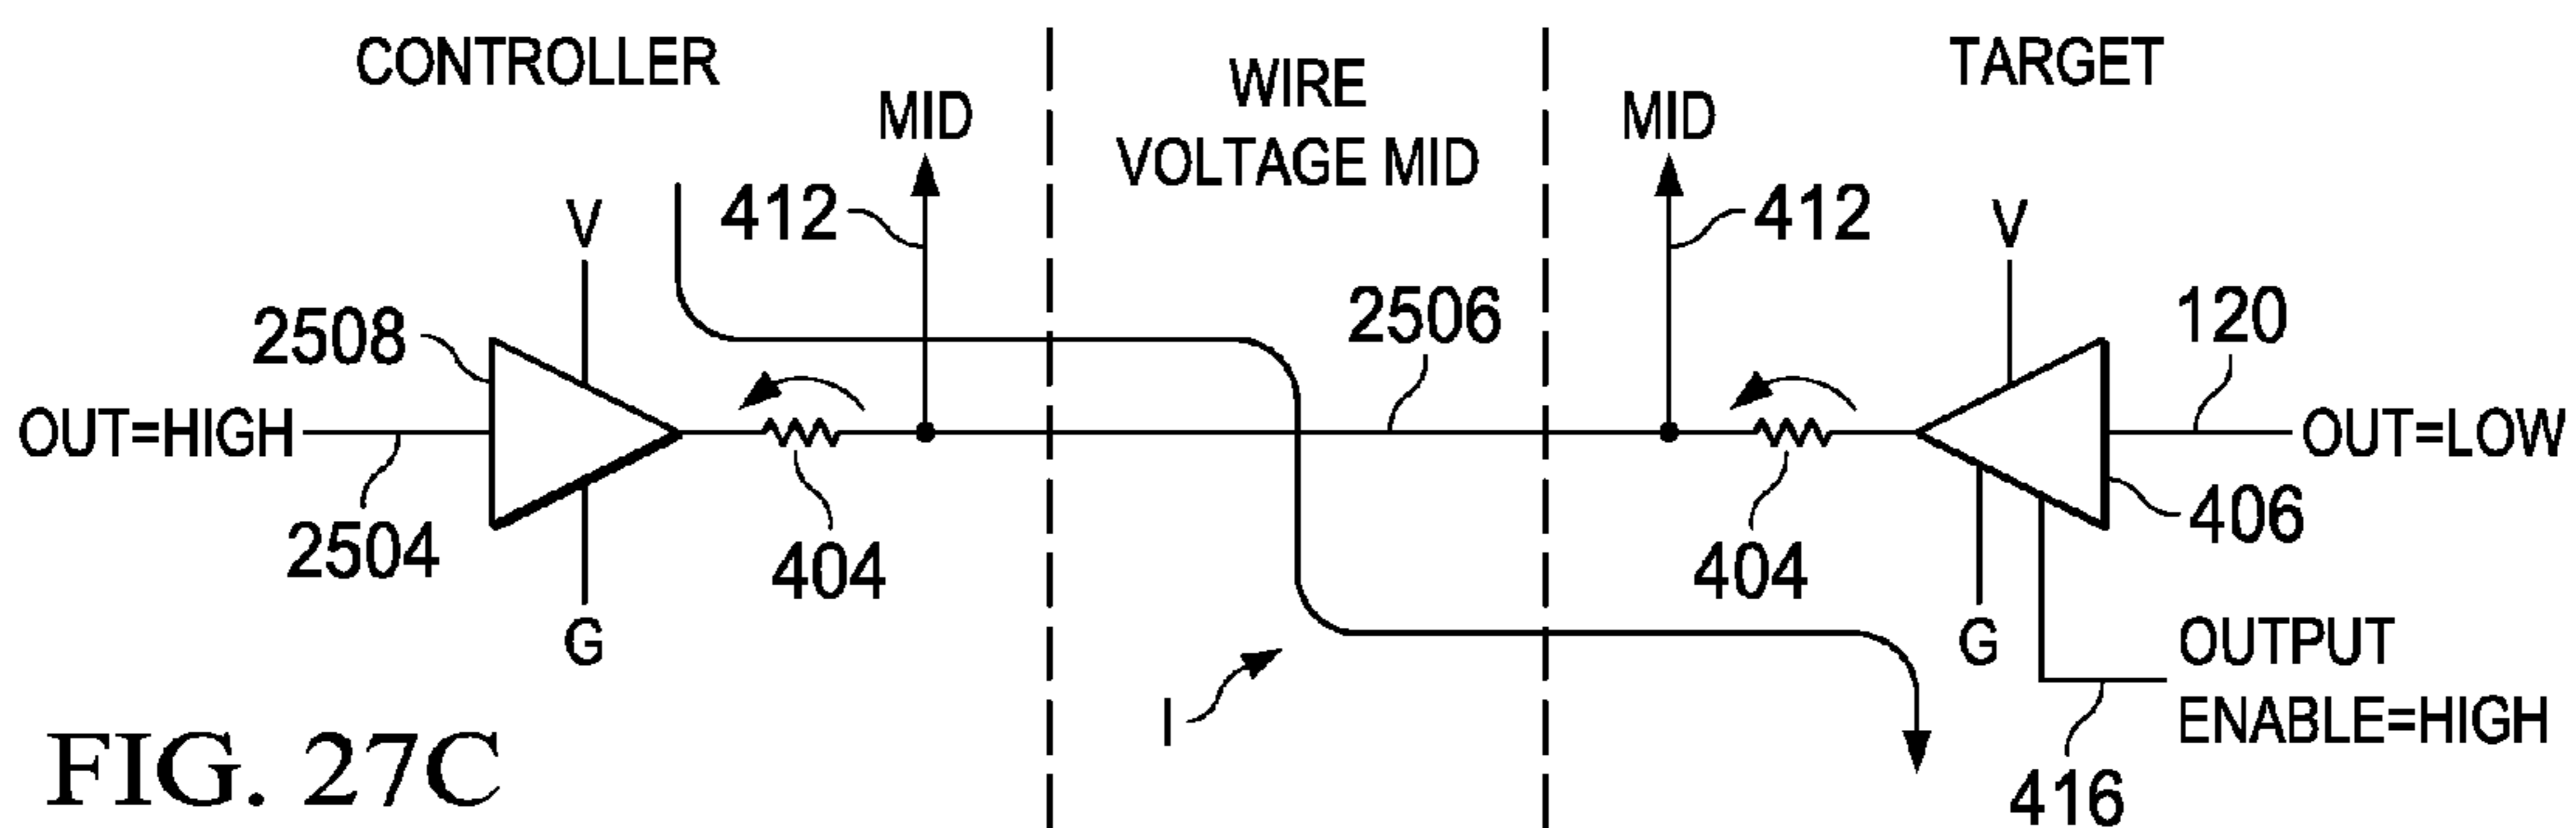 CONTROLLER
WIRE
VOLTAGE MID
TARGET
MID
MID
412
412
V
V
2508
2506
120
OUT=HIGH
OUT=LOW
2504
404
404
406
G
G
OUTPUT
ENABLE=HIGH
I
416
FIG. 27C